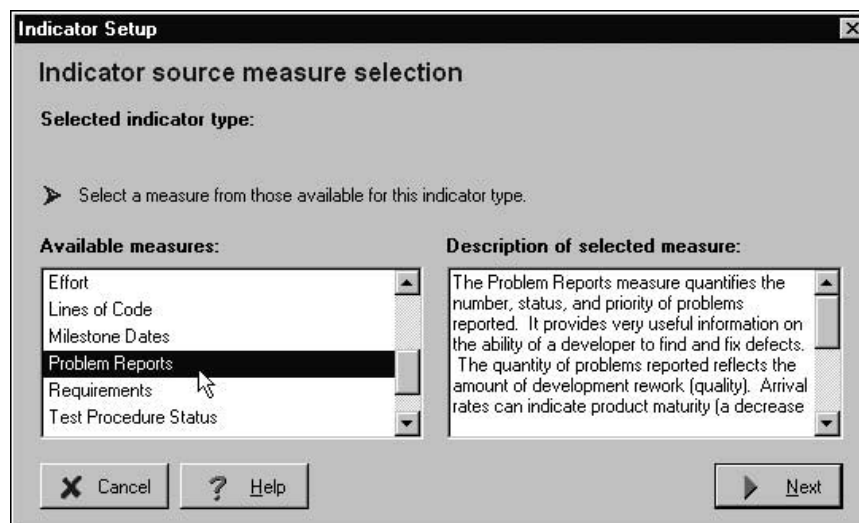 Indicator Setup
Indicator source measure selection
Selected indicator type:
Select a measure from those available for this indicator type.
Available measures:
Effort
Lines of Code
Milestone Dates
Problem Reports
Requirements
Test Procedure Status
Description of selected measure:
The Problem Reports measure quantifies the
number, status, and priority of problems
reported. It provides very useful information on
the ability of a developer to find and fix defects.
The quantity of problems reported reflects the
amount of development rework (quality). Arrival
rates can indicate product maturity (a decrease
Cancel
? Help
Next